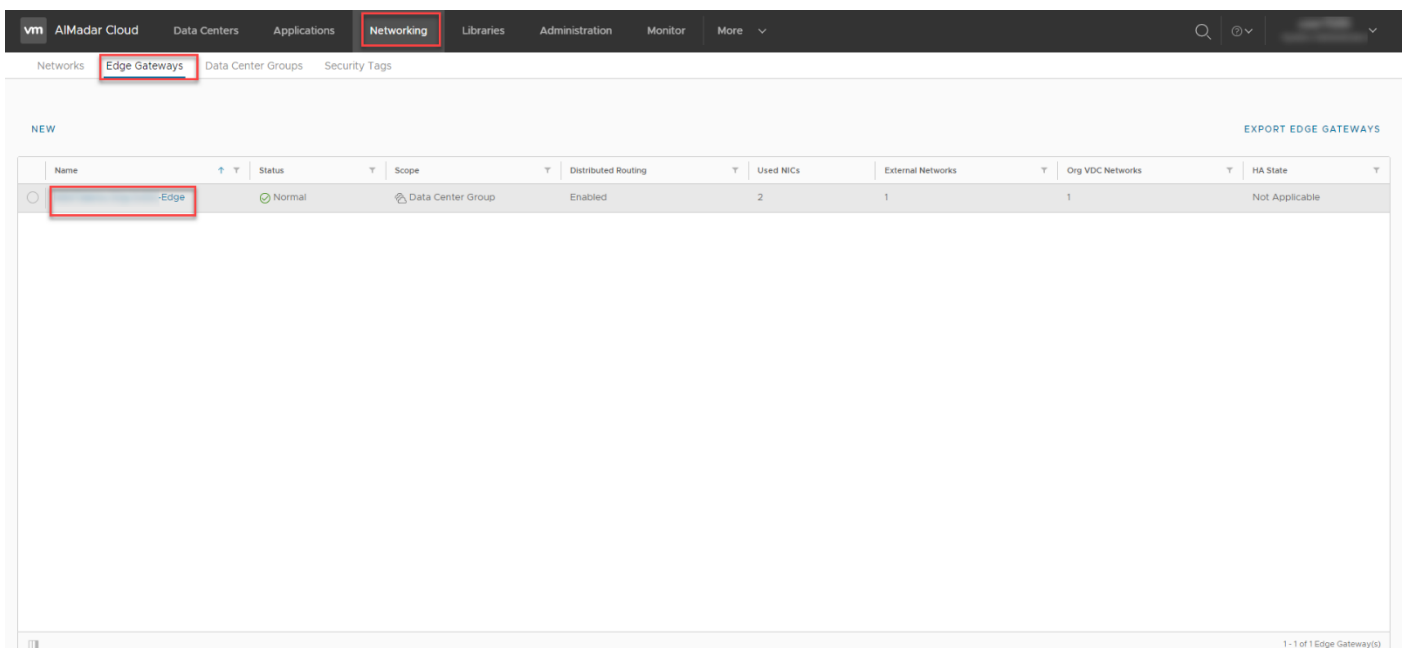 vm AlMadar Cloud Data Centers Applications Networking Libraries Administration Monitor More
Networks Edge Gateways Data Center Groups Security Tags
NEW EXPORT EDGE GATEWAYS
Name Status Scope Distributed Routing Used NICs External Networks Org VDC Networks HA State
-Edge Normal Data Center Group Enabled 2 1 1 Not Applicable
1 - 1 of 1 Edge Gateway(s)